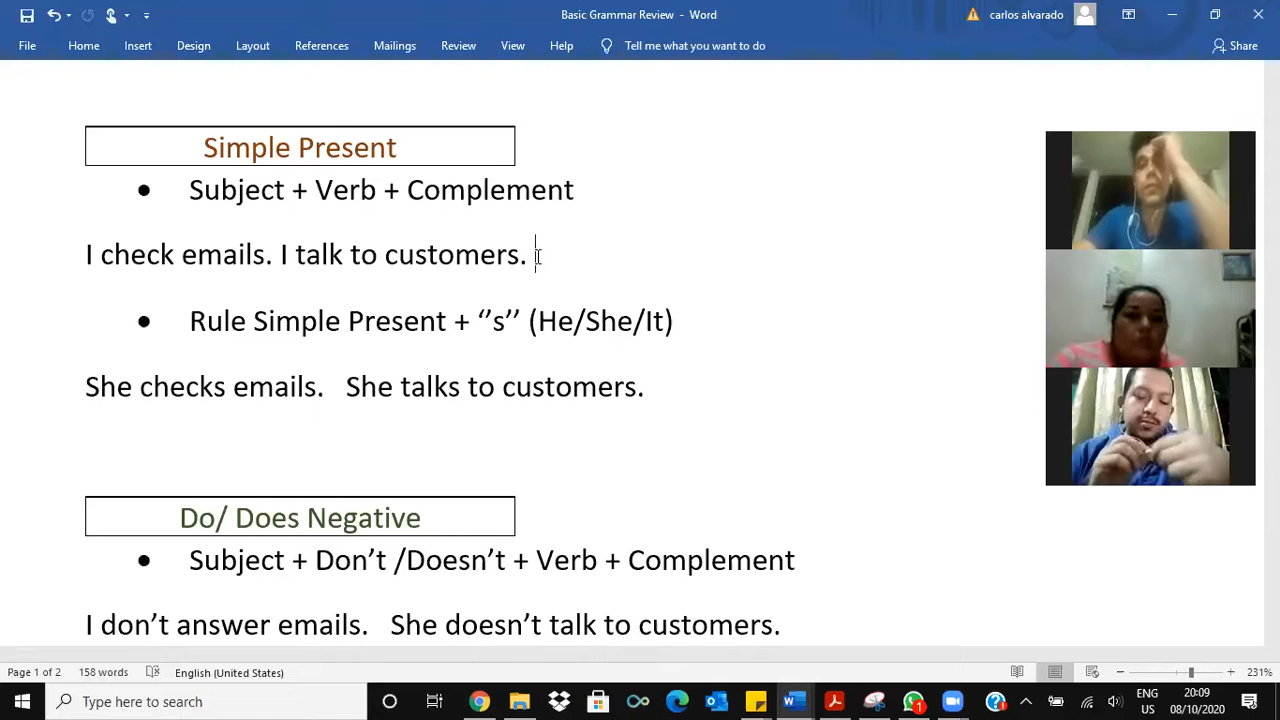 Basic Grammar Review - Word
carlos alvarado
File Home Insert Design Layout References Mailings Review View Help Tell me what you want to do Share
Simple Present
• Subject + Verb + Complement
I check emails. I talk to customers.
• Rule Simple Present + ‘’s’’ (He/She/It)
She checks emails. She talks to customers.
Do/ Does Negative
• Subject + Don’t /Doesn’t + Verb + Complement
I don’t answer emails. She doesn’t talk to customers.
Page 1 of 2 158 words English (United States) 231%
Type here to search
ENG 20:09
US 08/10/2020